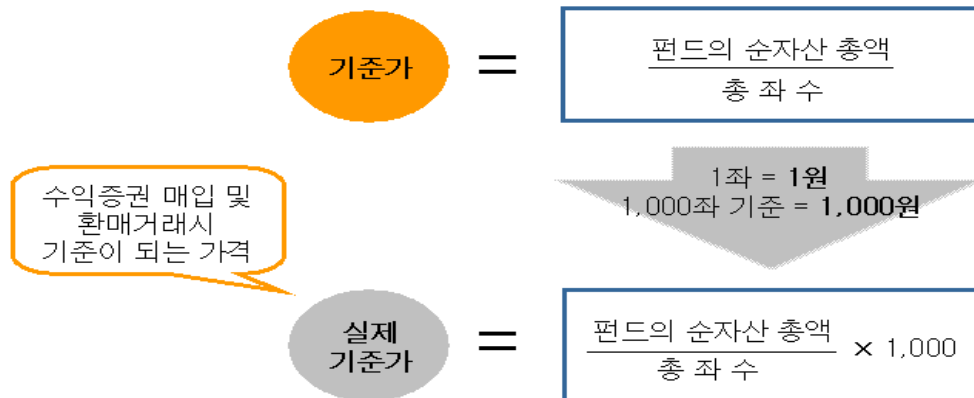 기준가 =
펀드의 순자산 총액
총 좌 수
1좌 = 1원
1,000좌 기준 = 1,000원
수익증권 매입 및
환매거래시
기준이 되는 가격
실제
기준가
=
펀드의 순자산 총액
총 좌 수
× 1,000